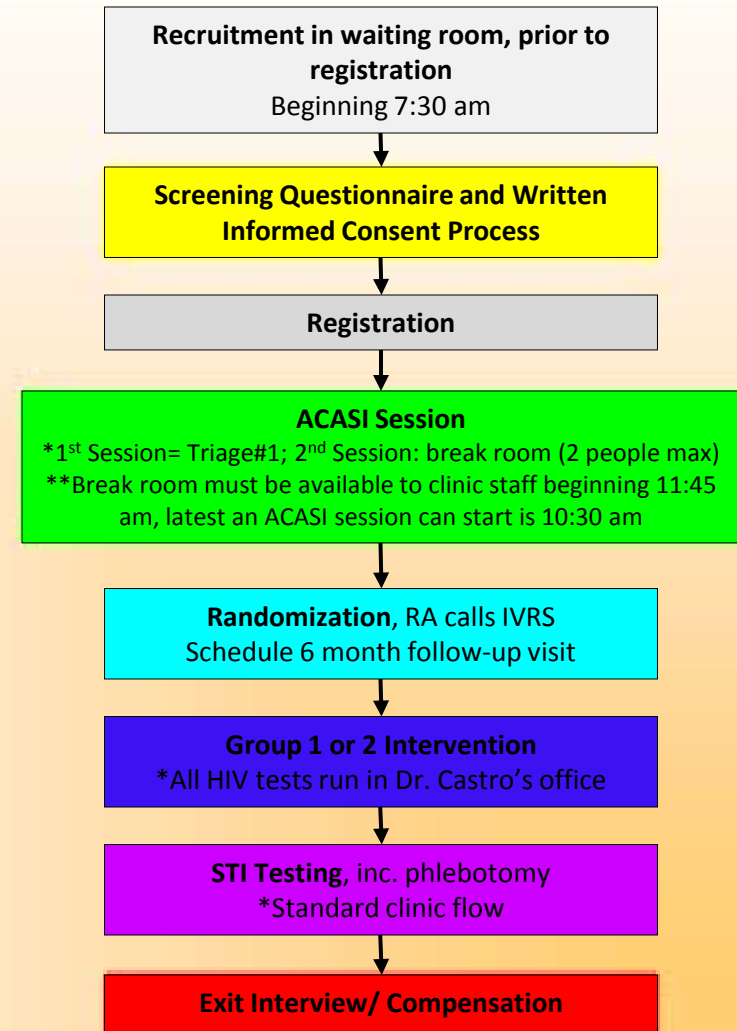 Recruitment in waiting room, prior to
registration
Beginning 7:30 am
Screening Questionnaire and Written
Informed Consent Process
Registration
ACASI Session
*1st Session= Triage#1; 2nd Session: break room (2 people max)
**Break room must be available to clinic staff beginning 11:45
am, latest an ACASI session can start is 10:30 am
Randomization, RA calls IVRS
Schedule 6 month follow-up visit
Group 1 or 2 Intervention
*All HIV tests run in Dr. Castro’s office
STI Testing, inc. phlebotomy
*Standard clinic flow
Exit Interview/ Compensation